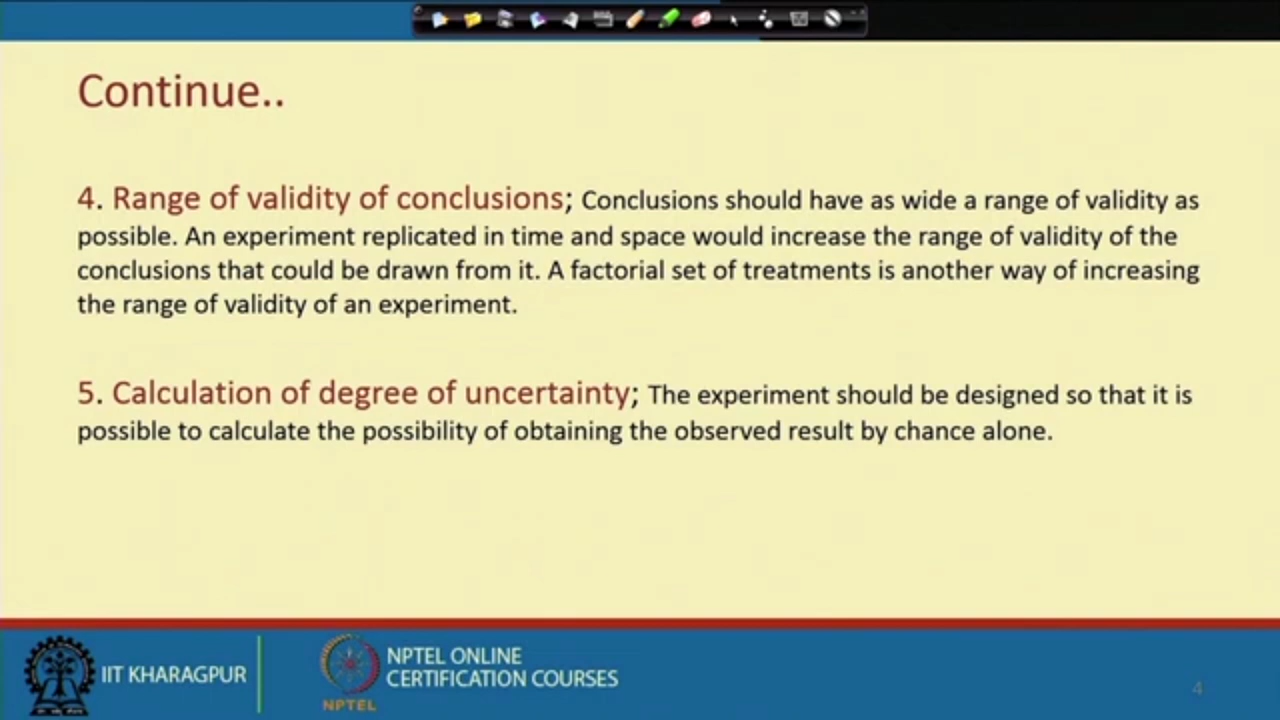 Continue..
4. Range of validity of conclusions; Conclusions should have as wide a range of validity as
possible. An experiment replicated in time and space would increase the range of validity of the
conclusions that could be drawn from it. A factorial set of treatments is another way of increasing
the range of validity of an experiment.
5. Calculation of degree of uncertainty; The experiment should be designed so that it is
possible to calculate the possibility of obtaining the observed result by chance alone.
IIT KHARAGPUR
NPTEL
NPTEL ONLINE
CERTIFICATION COURSES
4